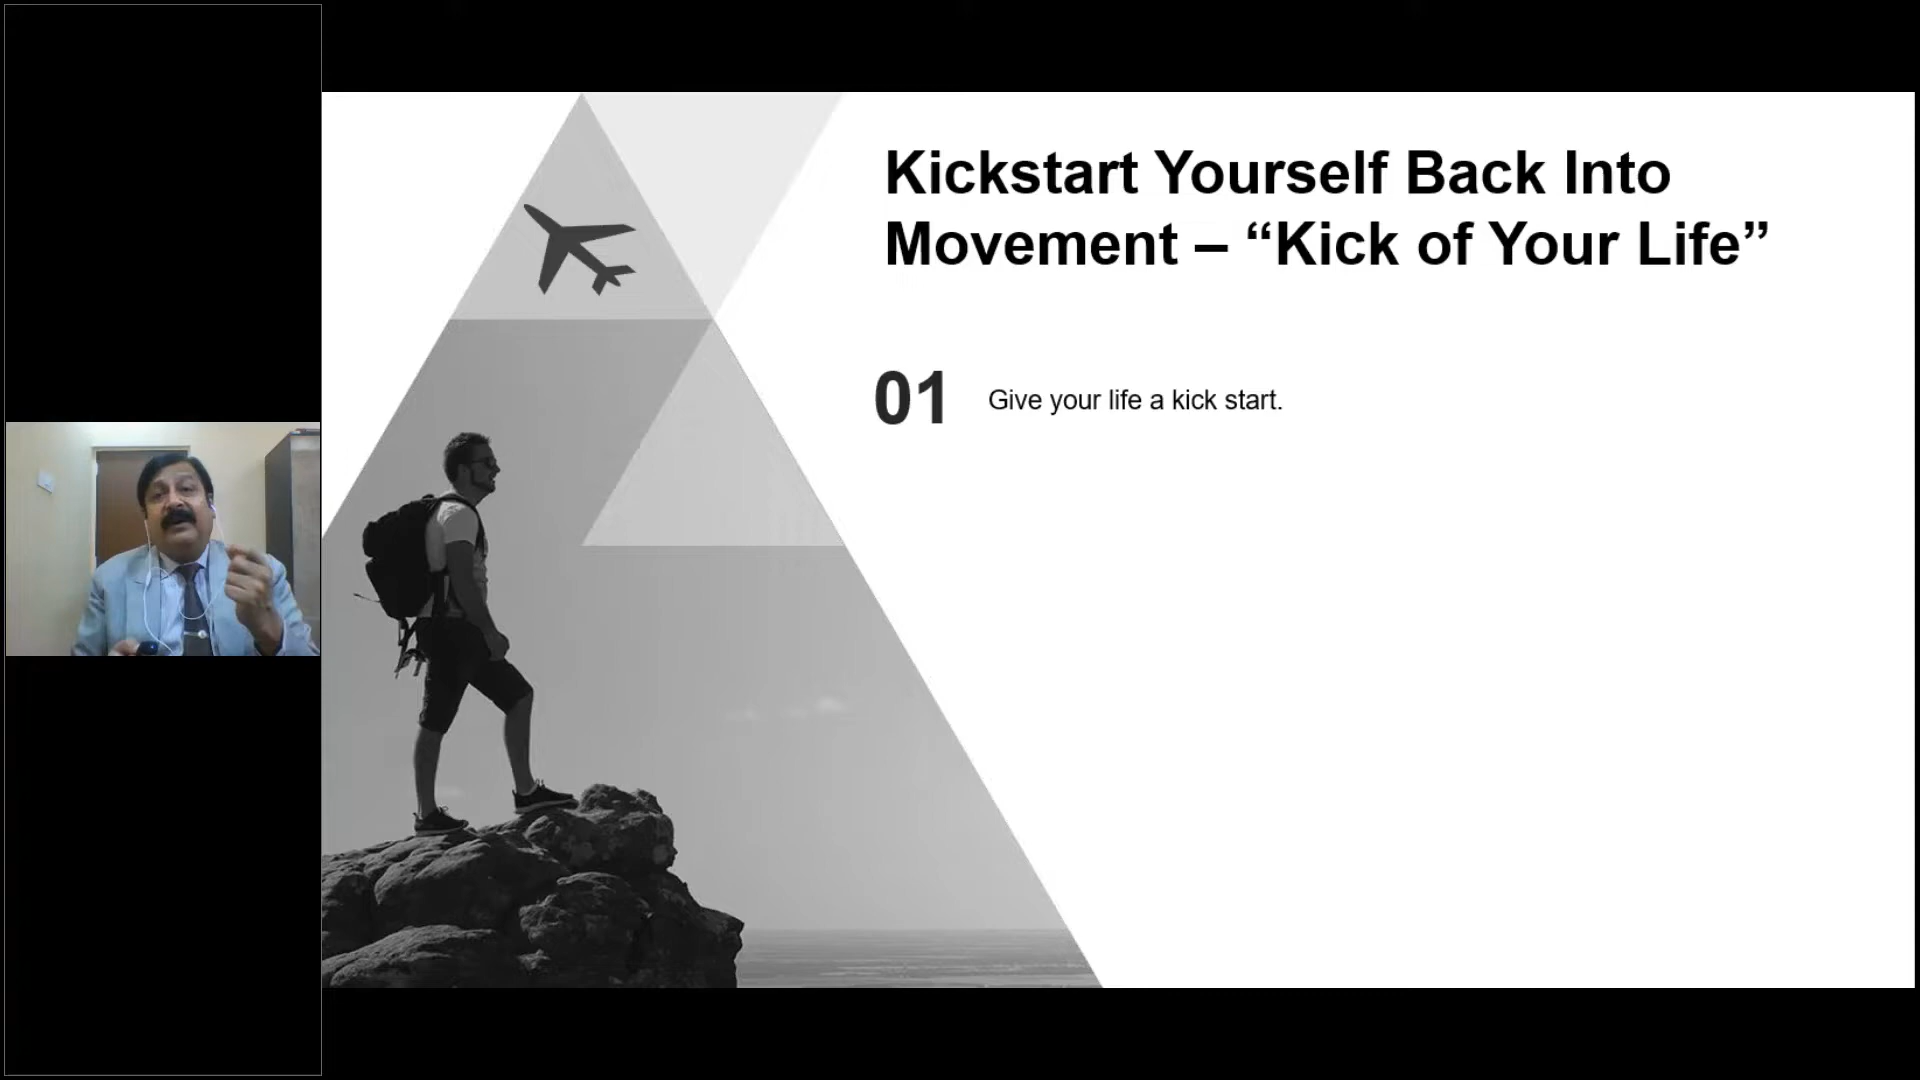 Kickstart Yourself Back Into
Movement – “Kick of Your Life”
01 Give your life a kick start.